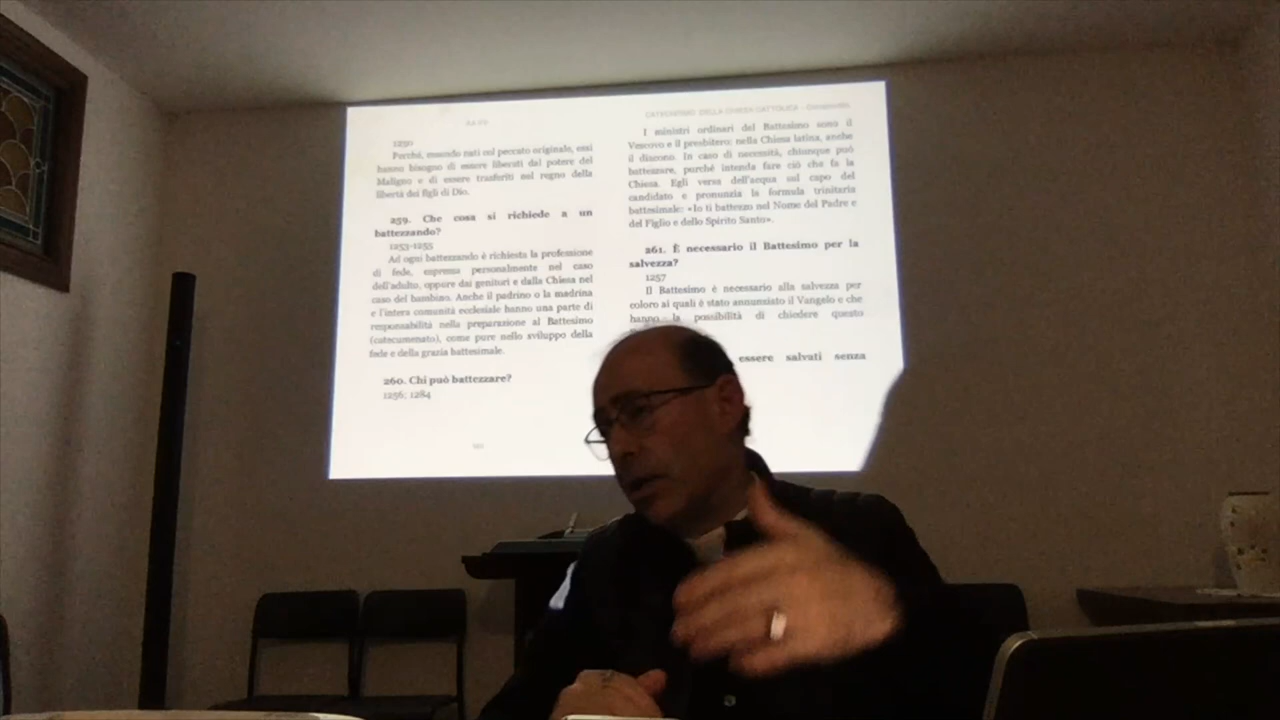 AA.VV.
1250
Perché, essendo nati col peccato originale, essi
hanno bisogno di essere liberati dal potere del
Maligno e di essere trasferiti nel regno della
libertà dei figli di Dio.
259. Che cosa si richiede a un
battezzando?
1253-1255
Ad ogni battezzando è richiesta la professione
di fede, espressa personalmente nel caso
dell'adulto, oppure dai genitori e dalla Chiesa nel
caso del bambino. Anche il padrino o la madrina
e l'intera comunità ecclesiale hanno una parte di
responsabilità nella preparazione al Battesimo
(catecumenato), come pure nello sviluppo della
fede e della grazia battesimale.
260. Chi può battezzare?
1256; 1284
CATECHISMO DELLA CHIESA CATTOLICA - Compendio
I ministri ordinari del Battesimo sono il
Vescovo e il presbitero; nella Chiesa latina, anche
il diacono. In caso di necessità, chiunque può
battezzare, purché intenda fare ciò che fa la
Chiesa. Egli versa dell'acqua sul capo del
candidato e pronunzia la formula trinitaria
battesimale: «Io ti battezzo nel Nome del Padre e
del Figlio e dello Spirito Santo».
261. È necessario il Battesimo per la
salvezza?
1257
Il Battesimo è necessario alla salvezza per
coloro ai quali è stato annunziato il Vangelo e che
hanno la possibilità di chiedere questo
essere salvati senza